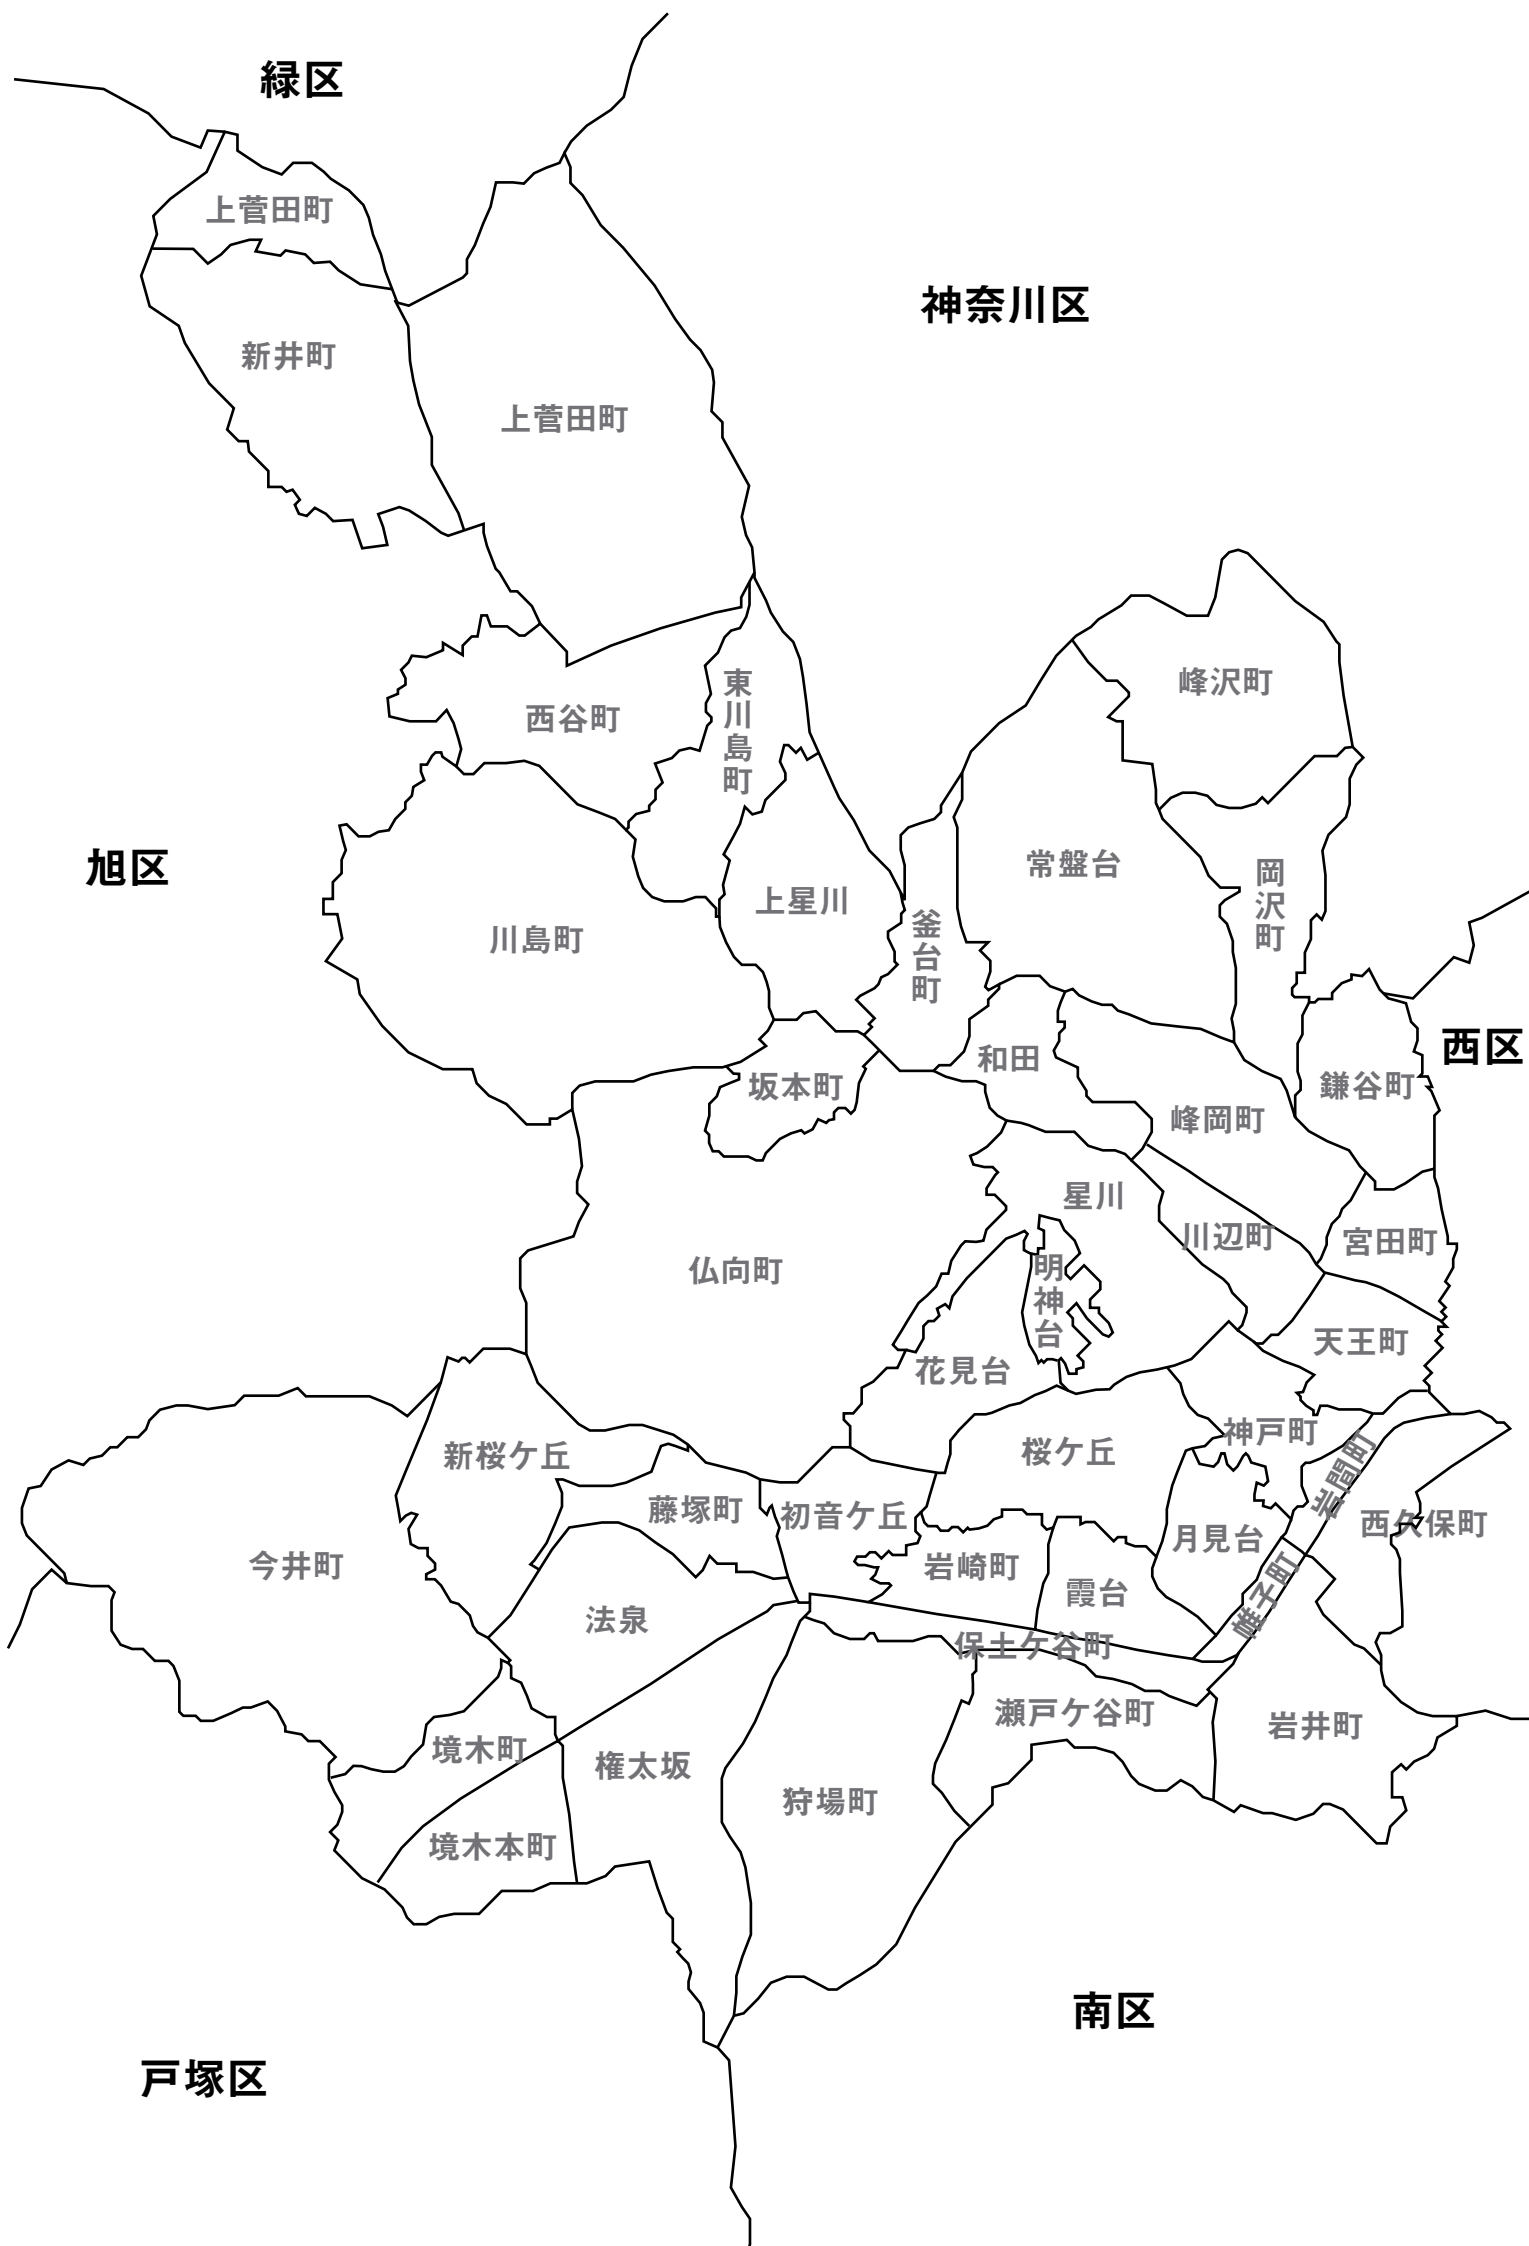 緑区
上菅田町
神奈川区
新井町
上菅田町
峰沢町
西谷町
東川島町
常盤台
旭区
岡沢町
上星川
川島町
釜台町
西区
和田
坂本町
鎌谷町
峰岡町
星川
川辺町
宮田町
仏向町
明神台
天王町
花見台
神戸町
桜ケ丘
新桜ケ丘
岩間町
藤塚町
初音ケ丘
西久保町
月見台
今井町
岩崎町
霞台
帷子町
法泉
保土ケ谷町
瀬戸ケ谷町
岩井町
境木町
権太坂
狩場町
境木本町
南区
戸塚区